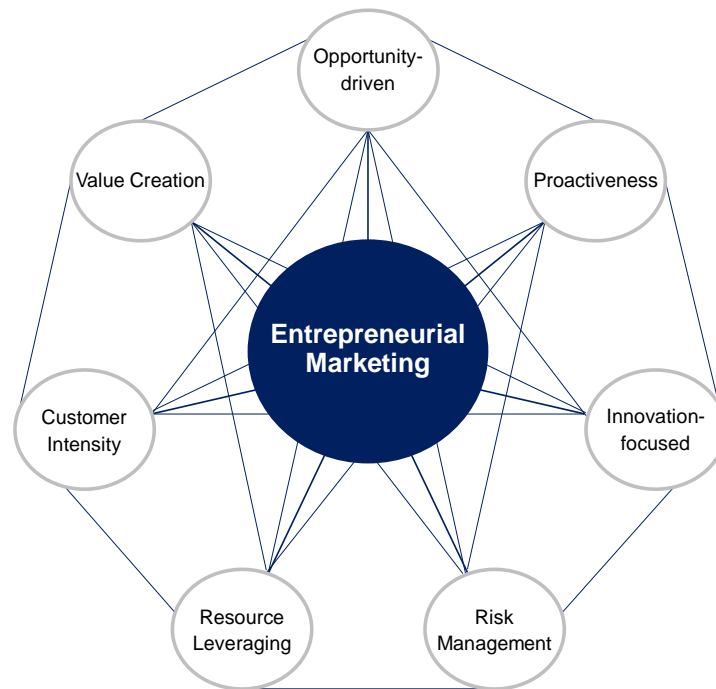 Opportunity-
driven
Value Creation
Proactiveness
Entrepreneurial
Marketing
Customer
Intensity
Innovation-
focused
Resource
Leveraging
Risk
Management